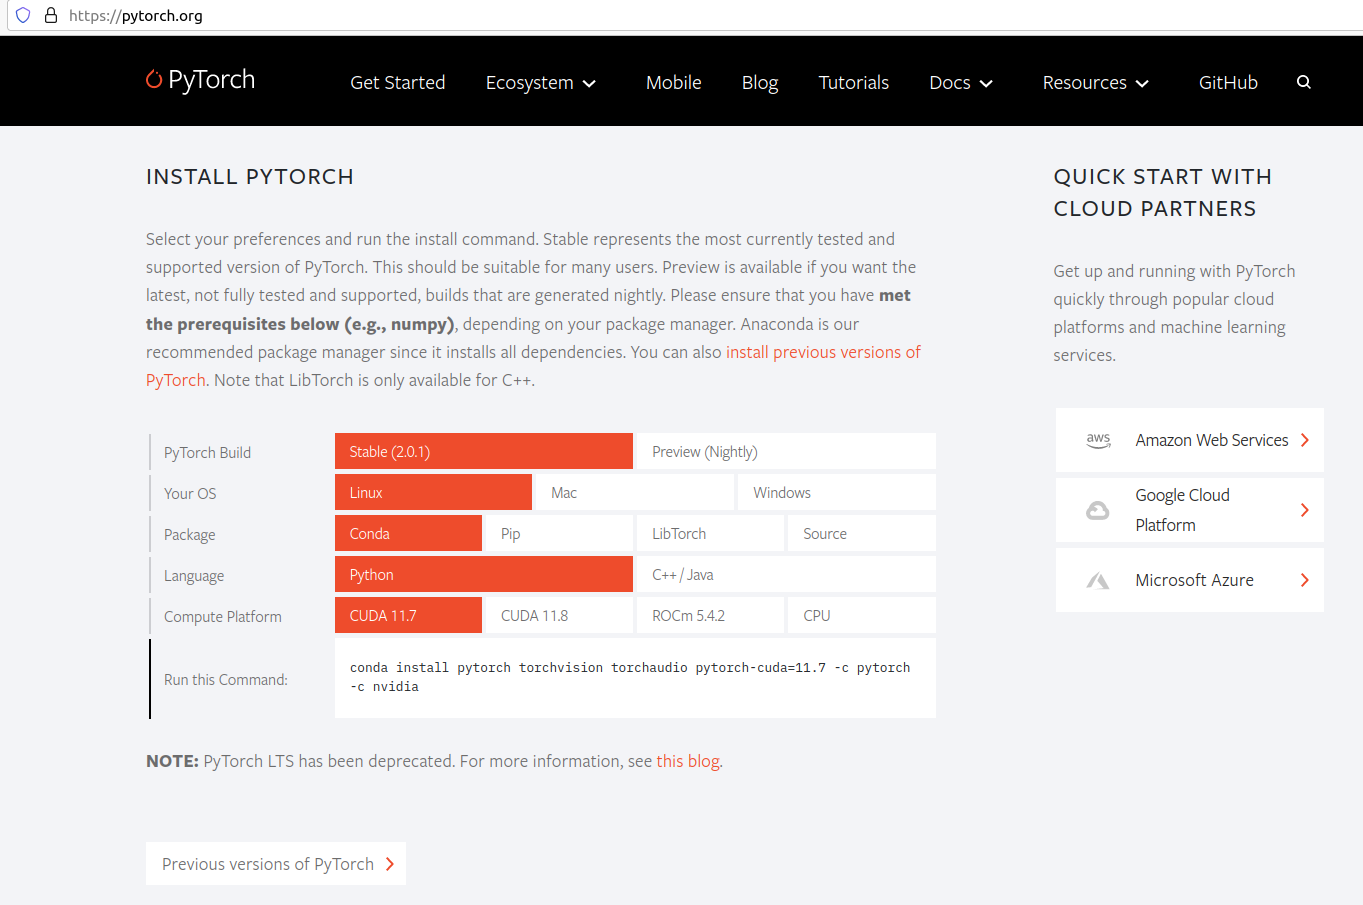 https://pytorch.org
PyTorch
Get Started
Ecosystem
Mobile
Blog
Tutorials
Docs
Resources
GitHub
INSTALL PYTORCH
Select your preferences and run the install command. Stable represents the most currently tested and
supported version of PyTorch. This should be suitable for many users. Preview is available if you want the
latest, not fully tested and supported, builds that are generated nightly. Please ensure that you have met
the prerequisites below (e.g., numpy), depending on your package manager. Anaconda is our
recommended package manager since it installs all dependencies. You can also install previous versions of
PyTorch. Note that LibTorch is only available for C++.
PyTorch Build
Stable (2.0.1)
Preview (Nightly)
Your OS
Linux
Mac
Windows
Package
Conda
Pip
LibTorch
Source
Language
Python
C++ / Java
Compute Platform
CUDA 11.7
CUDA 11.8
ROCm 5.4.2
CPU
Run this Command:
conda install pytorch torchvision torchaudio pytorch-cuda=11.7 -c pytorch
-c nvidia
NOTE: PyTorch LTS has been deprecated. For more information, see this blog.
Previous versions of PyTorch
QUICK START WITH
CLOUD PARTNERS
Get up and running with PyTorch
quickly through popular cloud
platforms and machine learning
services.
aws
Amazon Web Services
Google Cloud
Platform
Microsoft Azure